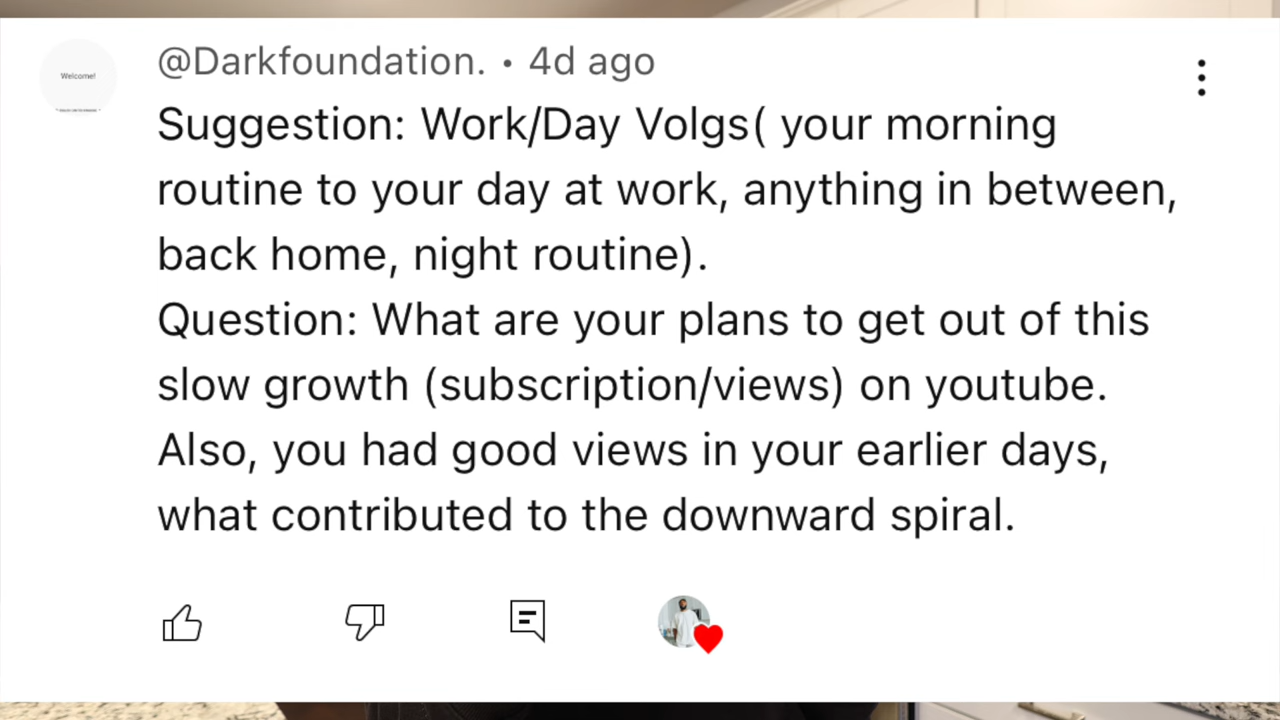 Welcome!
@Darkfoundation. • 4d ago
Suggestion: Work/Day Volgs( your morning
routine to your day at work, anything in between,
back home, night routine).
Question: What are your plans to get out of this
slow growth (subscription/views) on youtube.
Also, you had good views in your earlier days,
what contributed to the downward spiral.